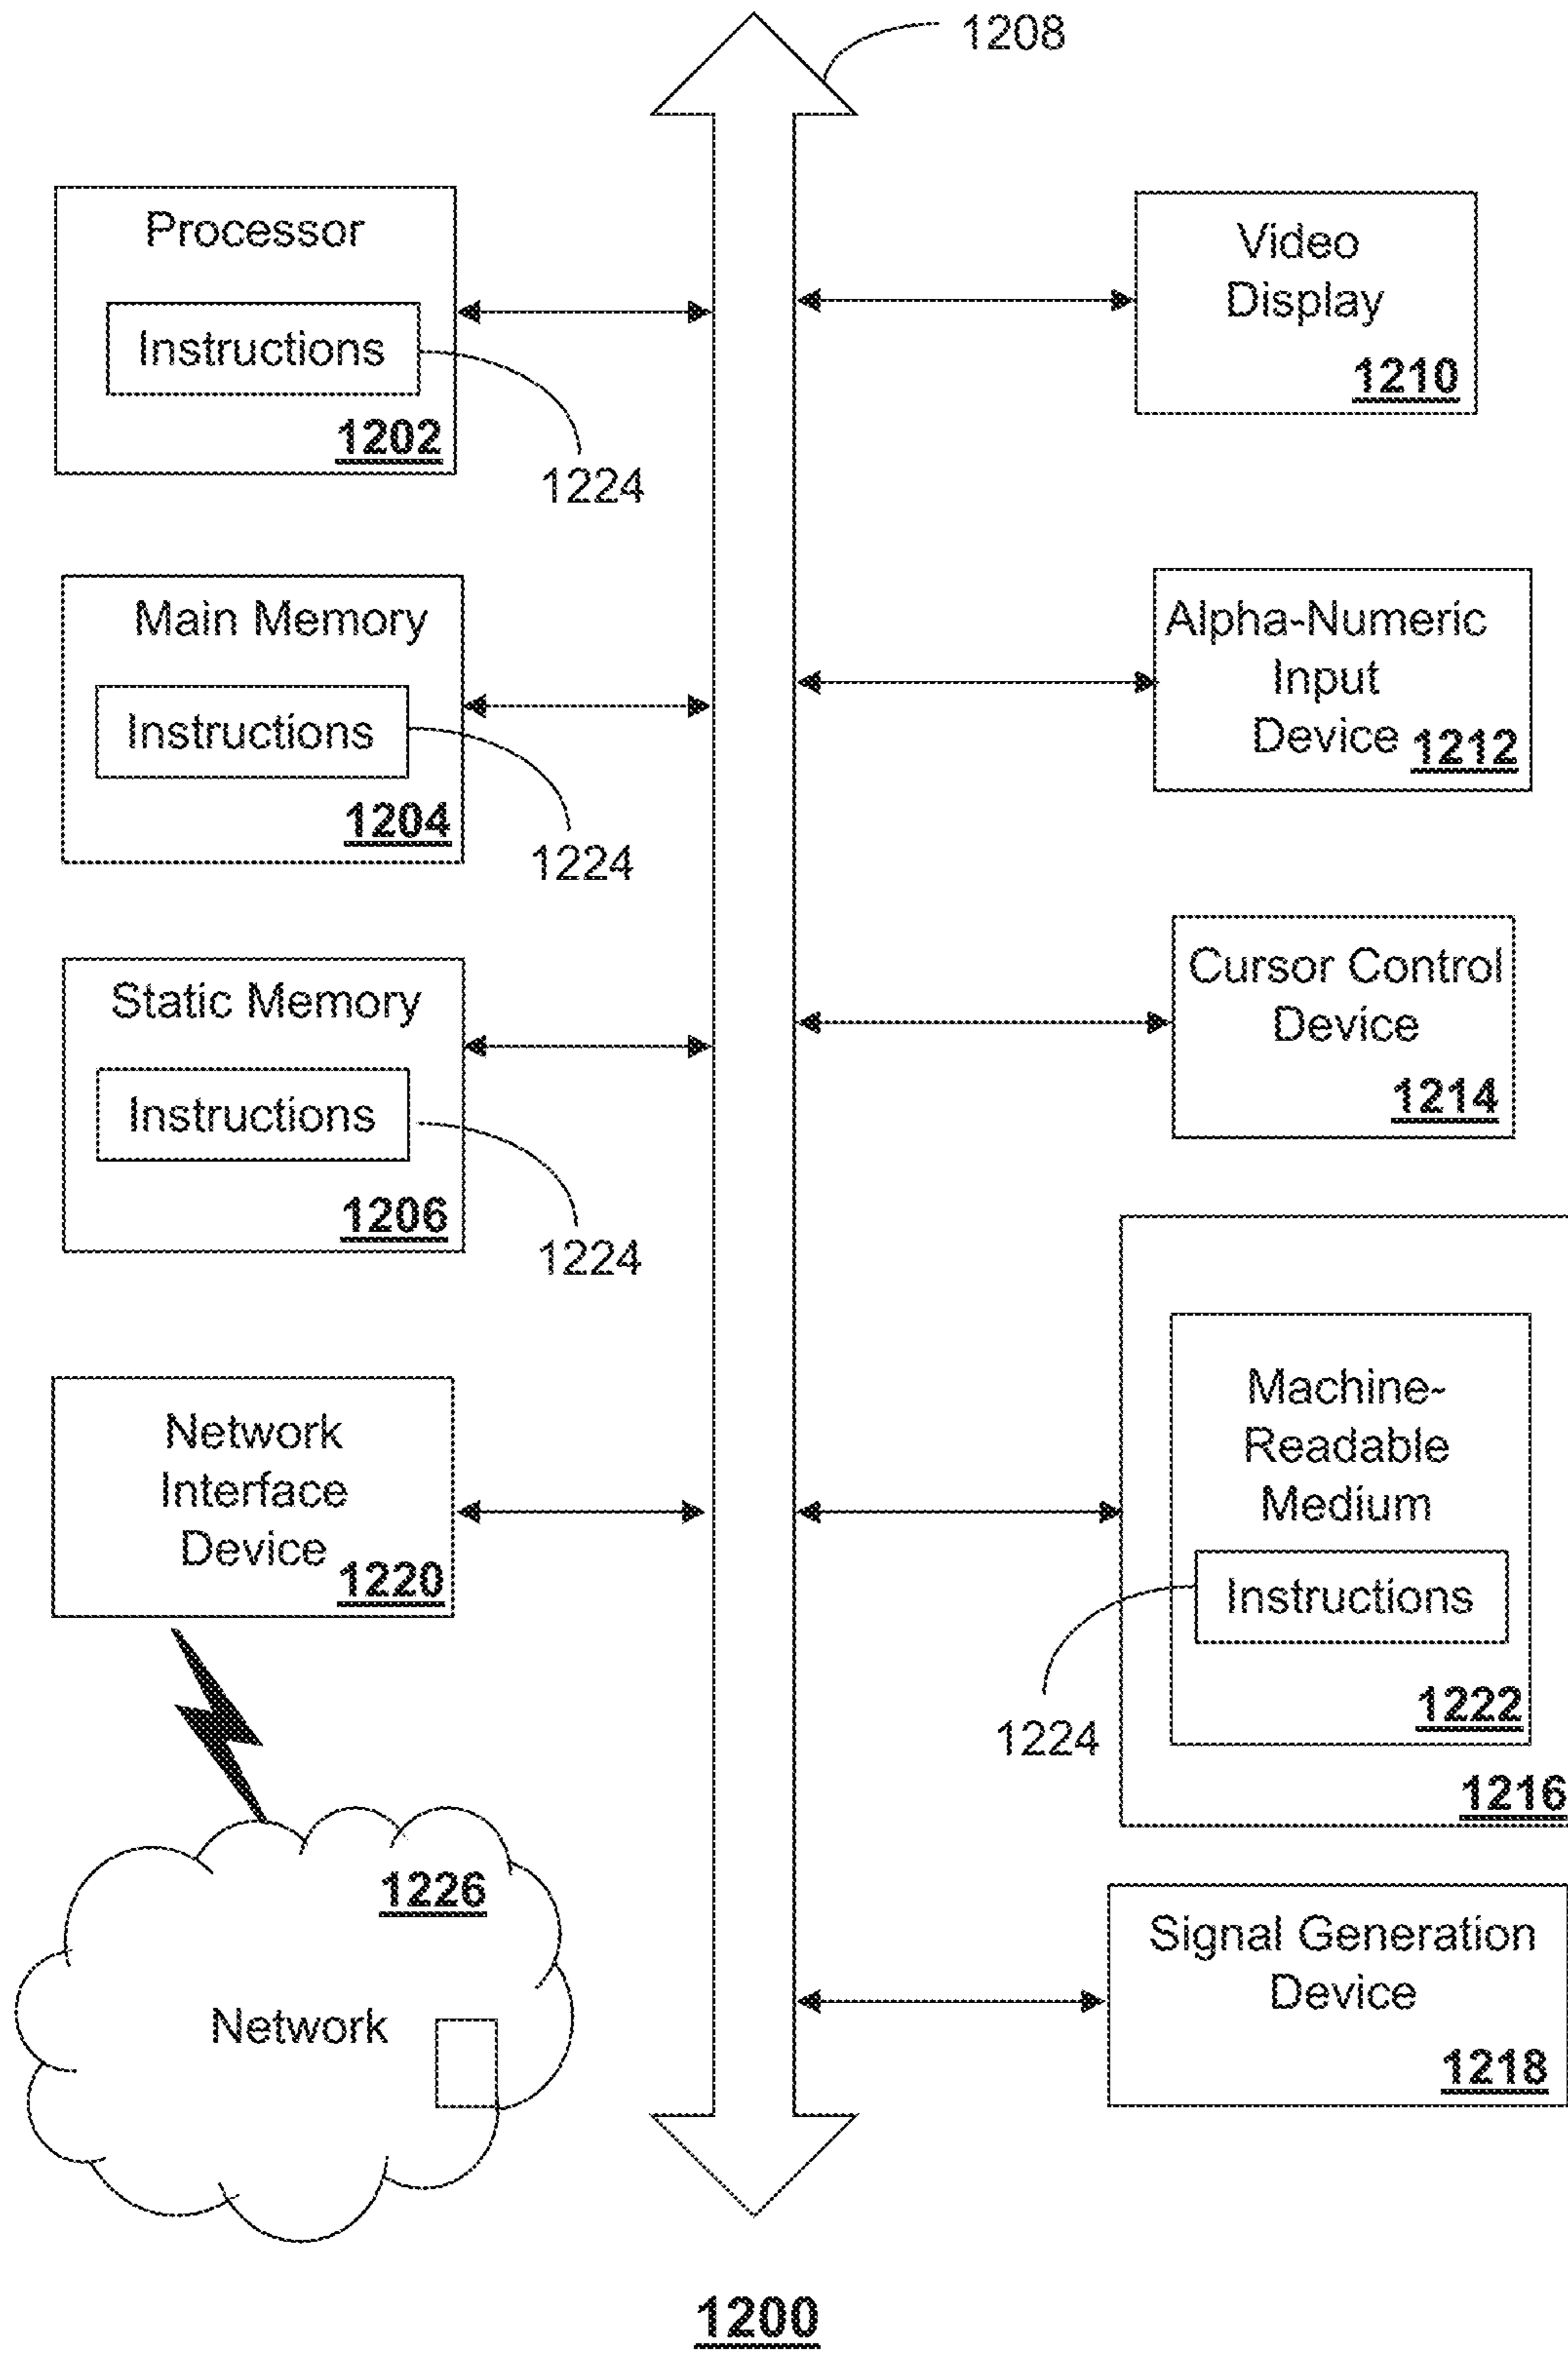 1208
Processor
Instructions
1202
1224
Main Memory
Instructions
1204
1224
Static Memory
Instructions
1206
1224
Network
Interface
Device
1220
1226
Network
Video
Display
1210
Alpha-Numeric
Input
Device 1212
Cursor Control
Device
1214
Machine-
Readable
Medium
Instructions
1224
1222
1216
Signal Generation
Device
1218
1200